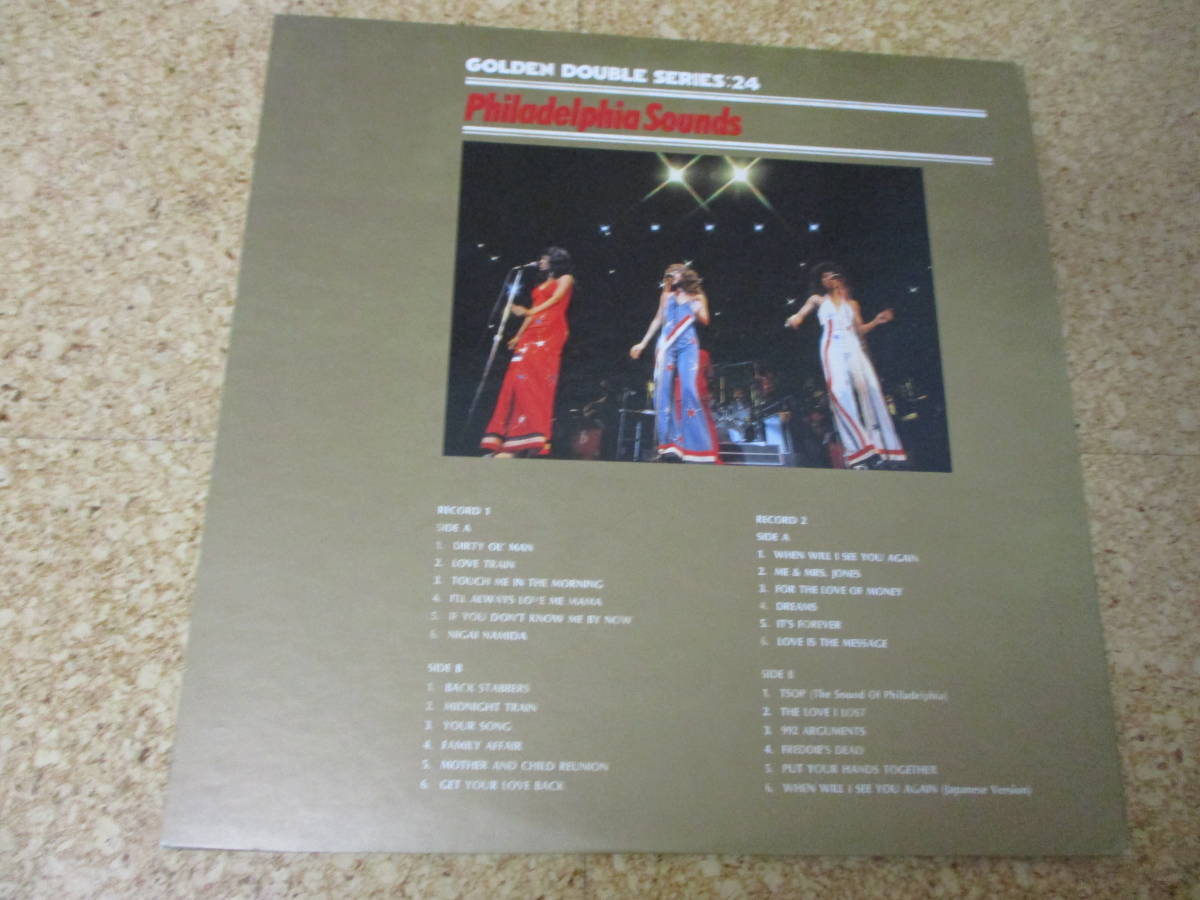 GOLDEN DOUBLE SERIES:24
Philadelphia Sounds
RECORD 1
SIDE A
1. DIRTY OL' MAN
2. LOVE TRAIN
3. TOUCH ME IN THE MORNING
4. I'LL ALWAYS LOVE ME MAMA
5. IF YOU DON'T KNOW ME BY NOW
6. NIGAI NAMIDA
SIDE B
1. BACK STABBERS
2. MIDNIGHT TRAIN
3. YOUR SONG
4. FAMILY AFFAIR
5. MOTHER AND CHILD REUNION
6. GET YOUR LOVE BACK
RECORD 2
SIDE A
1. WHEN WILL I SEE YOU AGAIN
2. ME & MRS. JONES
3. FOR THE LOVE OF MONEY
4. DREAMS
5. IT'S FOREVER
6. LOVE IS THE MESSAGE
SIDE B
1. TSOP (The Sound Of Philadelphia)
2. THE LOVE I LOST
3. 992 ARGUMENTS
4. FREDDIE'S DEAD
5. PUT YOUR HANDS TOGETHER
6. WHEN WILL I SEE YOU AGAIN (Japanese Version)